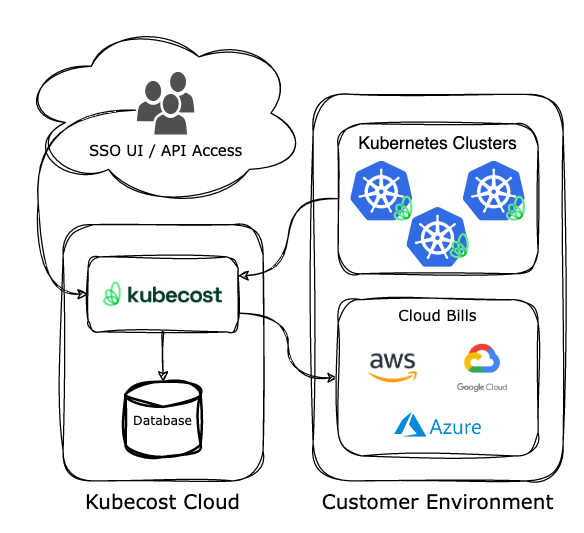 SSO UI / API Access
Kubernetes Clusters
kubecost
Cloud Bills
aws
Google Cloud
Database
Azure
Kubecost Cloud
Customer Environment